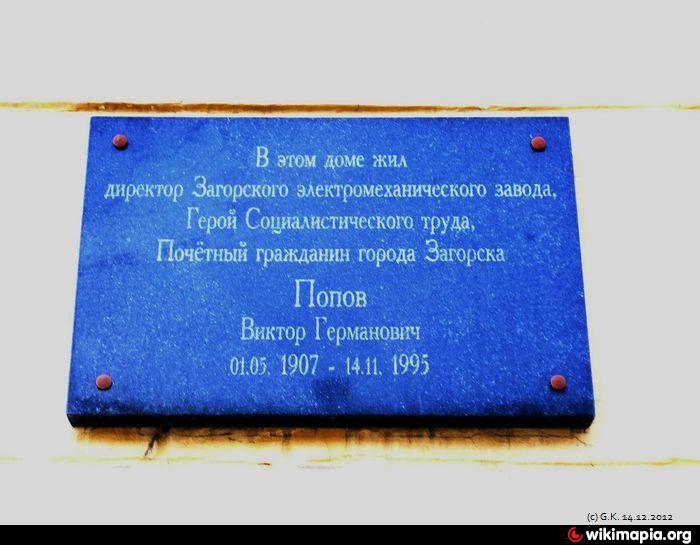 В этом доме жил
директор Загорского электромеханического завода,
Герой Социалистического труда,
Почётный гражданин города Загорска
Попов
Виктор Германович
01.05. 1907 - 14.11. 1995
(c) G.K. 14.12.2012
wikimapia.org